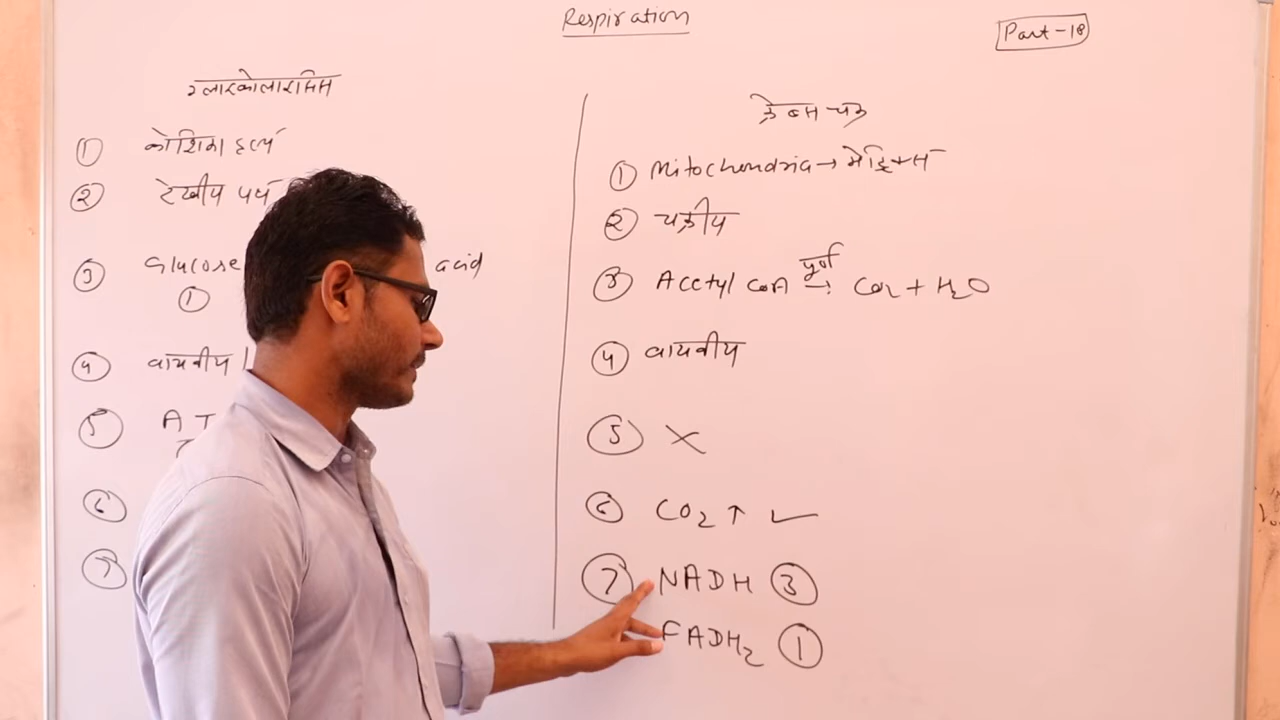 Respiration
Part-18
ग्लाइकोलाइसिस
① कोशिका द्रव्य
② रेखीय पथ
③ Glucose acid
①
④ वायवीय
⑤ AT
⑥
⑦
क्रेब्स चक्र
① Mitochondria → मेट्रिक्स
② चक्रीय
③ Acetyl CoA पूर्ण → CO2 + H2O
④ वायवीय
⑤ ×
⑥ CO2 ↑ ✓
⑦ NADH ③
FADH2 ①